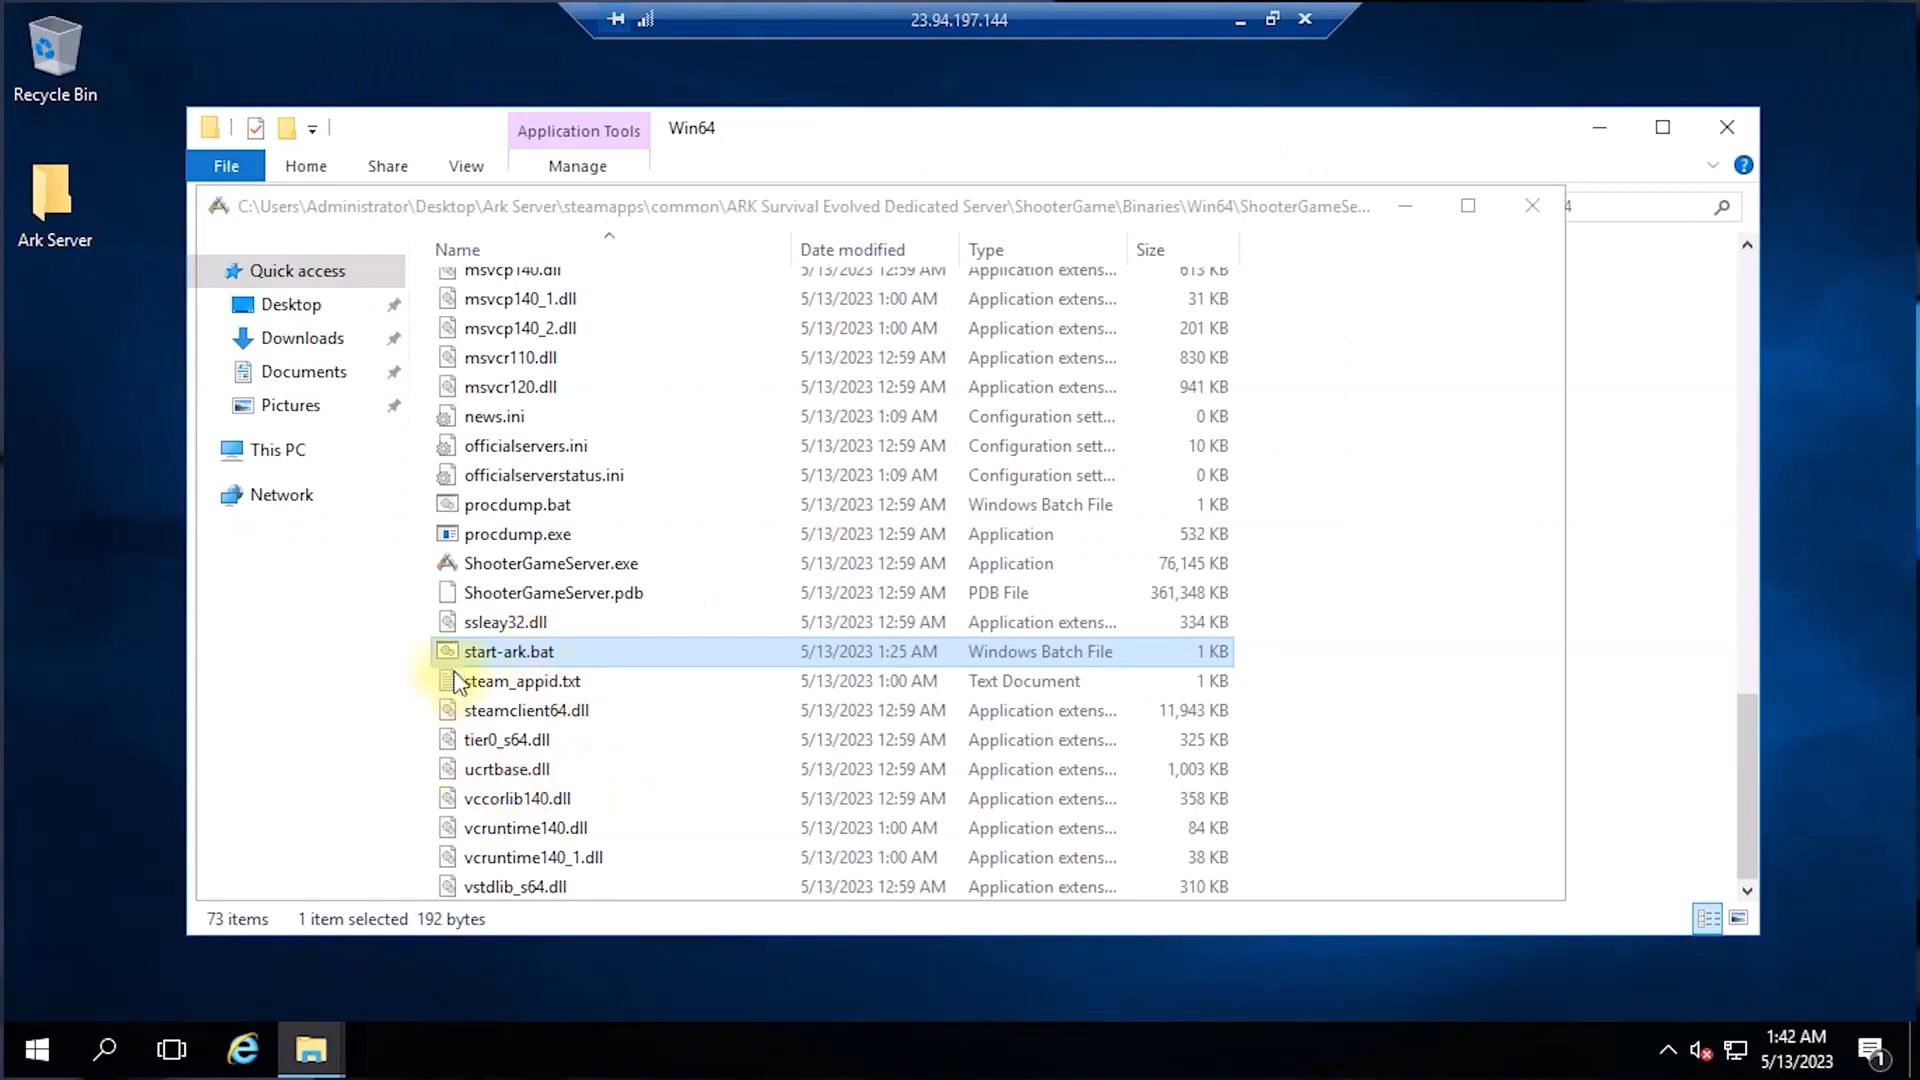 Recycle Bin
23.94.197.144
Ark Server
Application Tools
Win64
File
Home
Share
View
Manage
C:\Users\Administrator\Desktop\Ark Server\steamapps\common\ARK Survival Evolved Dedicated Server\ShooterGame\Binaries\Win64\ShooterGameSe...
4
Name
Date modified
Type
Size
Quick access
Desktop
Downloads
Documents
Pictures
This PC
Network
msvcp140.dll 5/13/2023 12:59 AM Application extens... 613 KB
msvcp140_1.dll 5/13/2023 1:00 AM Application extens... 31 KB
msvcp140_2.dll 5/13/2023 1:00 AM Application extens... 201 KB
msvcr110.dll 5/13/2023 12:59 AM Application extens... 830 KB
msvcr120.dll 5/13/2023 12:59 AM Application extens... 941 KB
news.ini 5/13/2023 1:09 AM Configuration sett... 0 KB
officialservers.ini 5/13/2023 12:59 AM Configuration sett... 10 KB
officialserverstatus.ini 5/13/2023 1:09 AM Configuration sett... 0 KB
procdump.bat 5/13/2023 12:59 AM Windows Batch File 1 KB
procdump.exe 5/13/2023 12:59 AM Application 532 KB
ShooterGameServer.exe 5/13/2023 12:59 AM Application 76,145 KB
ShooterGameServer.pdb 5/13/2023 12:59 AM PDB File 361,348 KB
ssleay32.dll 5/13/2023 12:59 AM Application extens... 334 KB
start-ark.bat 5/13/2023 1:25 AM Windows Batch File 1 KB
steam_appid.txt 5/13/2023 1:00 AM Text Document 1 KB
steamclient64.dll 5/13/2023 12:59 AM Application extens... 11,943 KB
tier0_s64.dll 5/13/2023 12:59 AM Application extens... 325 KB
ucrtbase.dll 5/13/2023 12:59 AM Application extens... 1,003 KB
vccorlib140.dll 5/13/2023 12:59 AM Application extens... 358 KB
vcruntime140.dll 5/13/2023 1:00 AM Application extens... 84 KB
vcruntime140_1.dll 5/13/2023 1:00 AM Application extens... 38 KB
vstdlib_s64.dll 5/13/2023 12:59 AM Application extens... 310 KB
73 items 1 item selected 192 bytes
1:42 AM
5/13/2023
1